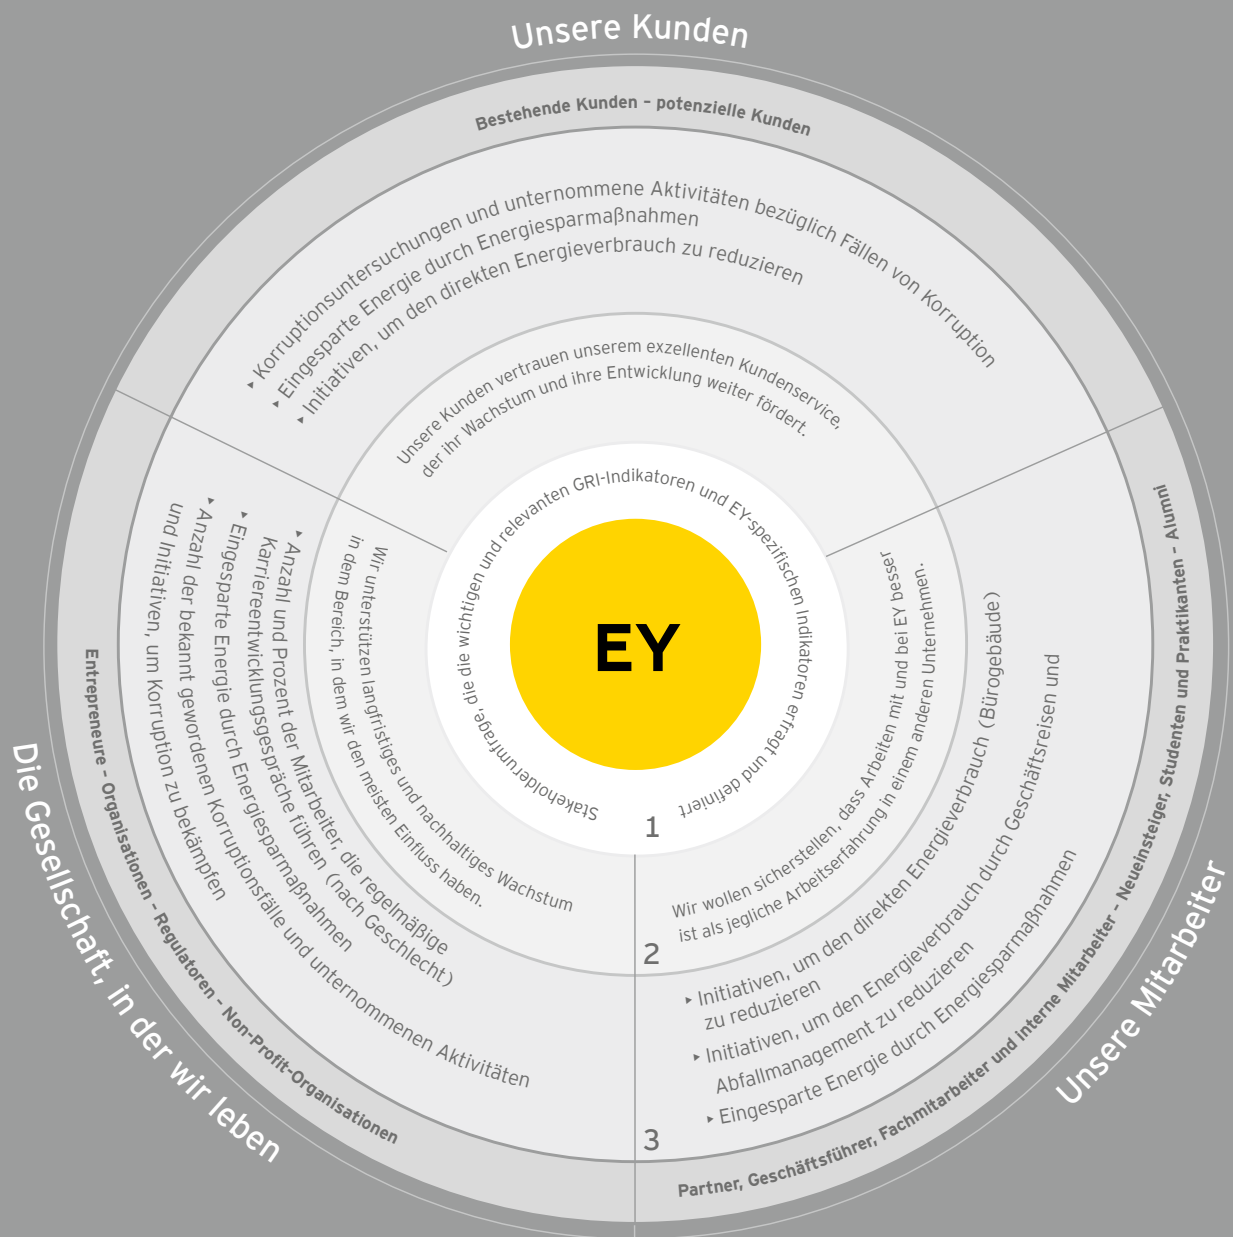 Unsere Kunden
Bestehende Kunden – potenzielle Kunden
▸ Korruptionsuntersuchungen und unternommene Aktivitäten bezüglich Fällen von Korruption
▸ Eingesparte Energie durch Energiesparmaßnahmen
▸ Initiativen, um den direkten Energieverbrauch zu reduzieren
Unsere Kunden vertrauen unserem exzellenten Kundenservice,
der ihr Wachstum und ihre Entwicklung weiter fördert.
Stakeholderumfrage, die die wichtigen und relevanten GRI-Indikatoren und EY-spezifischen Indikatoren erfragt und definiert
EY
1
2
3
Unsere Mitarbeiter
Partner, Geschäftsführer, Fachmitarbeiter und interne Mitarbeiter – Neueinsteiger, Studenten und Praktikanten – Alumni
Wir wollen sicherstellen, dass Arbeiten mit und bei EY besser
ist als jegliche Arbeitserfahrung in einem anderen Unternehmen.
▸ Initiativen, um den direkten Energieverbrauch (Bürogebäude)
zu reduzieren
▸ Initiativen, um den Energieverbrauch durch Geschäftsreisen und
Abfallmanagement zu reduzieren
▸ Eingesparte Energie durch Energiesparmaßnahmen
Die Gesellschaft, in der wir leben
Entrepreneure – Organisationen – Regulatoren – Non-Profit-Organisationen
Wir unterstützen langfristiges und nachhaltiges Wachstum
in dem Bereich, in dem wir den meisten Einfluss haben.
▸ Anzahl und Prozent der Mitarbeiter, die regelmäßige
Karriereentwicklungsgespräche führen (nach Geschlecht)
▸ Eingesparte Energie durch Energiesparmaßnahmen
▸ Anzahl der bekannt gewordenen Korruptionsfälle und unternommenen Aktivitäten
und Initiativen, um Korruption zu bekämpfen